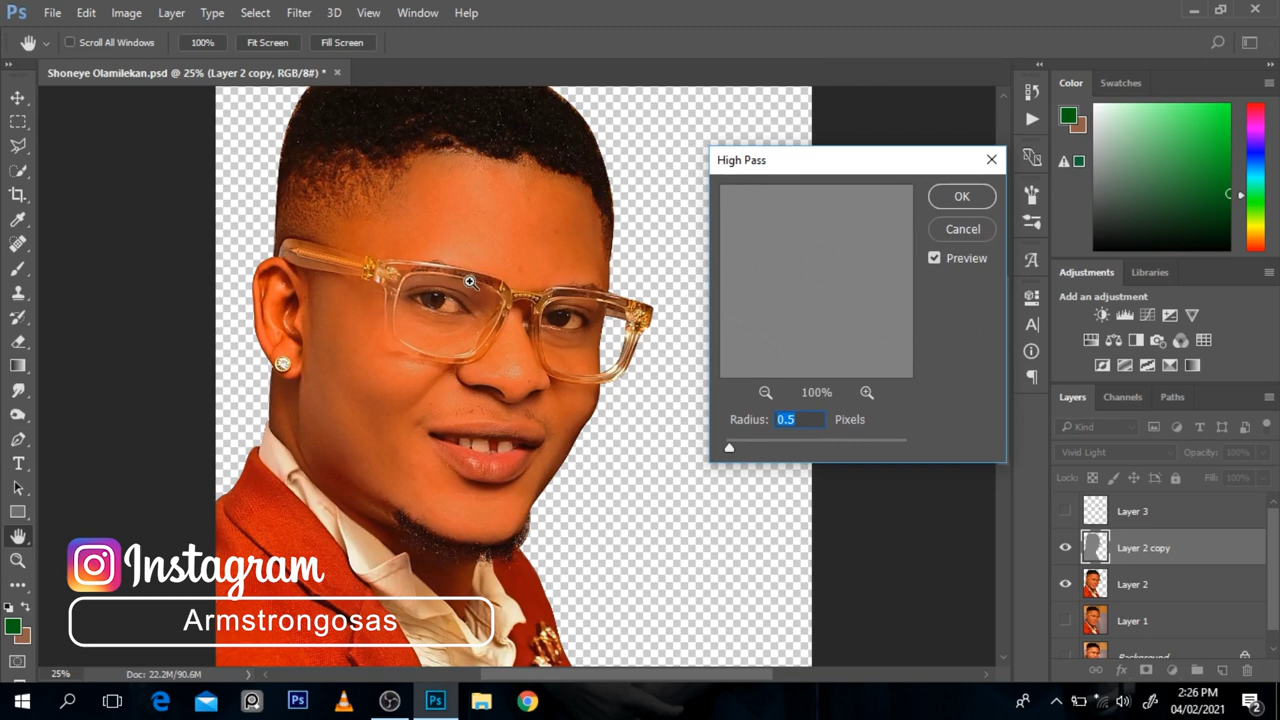 Ps File Edit Image Layer Type Select Filter 3D View Window Help
Scroll All Windows 100% Fit Screen Fill Screen
Shoneye Olamilekan.psd @ 25% (Layer 2 copy, RGB/8#) * ×
High Pass
OK
Cancel
Preview
100%
Radius: 0.5 Pixels
Color Swatches
Adjustments Libraries
Add an adjustment
Layers Channels Paths
Kind
Vivid Light Opacity: 100%
Lock: Fill: 100%
Layer 3
Layer 2 copy
Layer 2
Layer 1
Background
Instagram
Armstrongosas
25% Doc: 22.2M/90.6M
Ps Ps
2:26 PM
04/02/2021
2